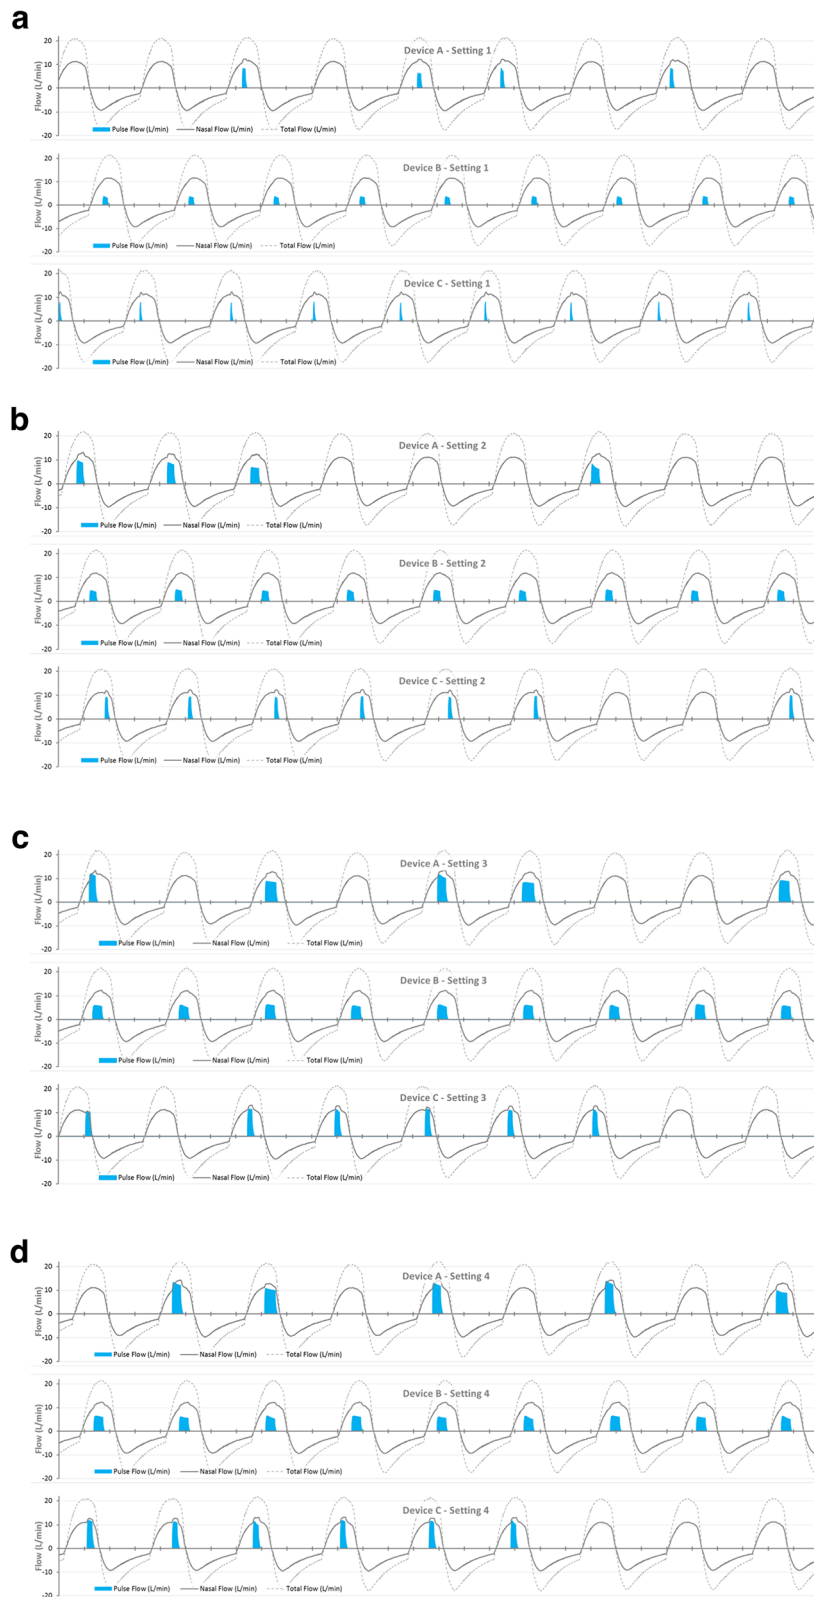 a
Device A - Setting 1
Flow (L/min)
20
10
0
-10
-20
Pulse Flow (L/min) Nasal Flow (L/min) Total Flow (L/min)
Device B - Setting 1
Flow (L/min)
20
10
0
-10
-20
Pulse Flow (L/min) Nasal Flow (L/min) Total Flow (L/min)
Device C - Setting 1
Flow (L/min)
20
10
0
-10
-20
Pulse Flow (L/min) Nasal Flow (L/min) Total Flow (L/min)
b
Device A - Setting 2
Flow (L/min)
20
10
0
-10
-20
Pulse Flow (L/min) Nasal Flow (L/min) Total Flow (L/min)
Device B - Setting 2
Flow (L/min)
20
10
0
-10
-20
Pulse Flow (L/min) Nasal Flow (L/min) Total Flow (L/min)
Device C - Setting 2
Flow (L/min)
20
10
0
-10
-20
Pulse Flow (L/min) Nasal Flow (L/min) Total Flow (L/min)
c
Device A - Setting 3
Flow (L/min)
20
10
0
-10
-20
Pulse Flow (L/min) Nasal Flow (L/min) Total Flow (L/min)
Device B - Setting 3
Flow (L/min)
20
10
0
-10
-20
Pulse Flow (L/min) Nasal Flow (L/min) Total Flow (L/min)
Device C - Setting 3
Flow (L/min)
20
10
0
-10
-20
Pulse Flow (L/min) Nasal Flow (L/min) Total Flow (L/min)
d
Device A - Setting 4
Flow (L/min)
20
10
0
-10
-20
Pulse Flow (L/min) Nasal Flow (L/min) Total Flow (L/min)
Device B - Setting 4
Flow (L/min)
20
10
0
-10
-20
Pulse Flow (L/min) Nasal Flow (L/min) Total Flow (L/min)
Device C - Setting 4
Flow (L/min)
20
10
0
-10
-20
Pulse Flow (L/min) Nasal Flow (L/min) Total Flow (L/min)